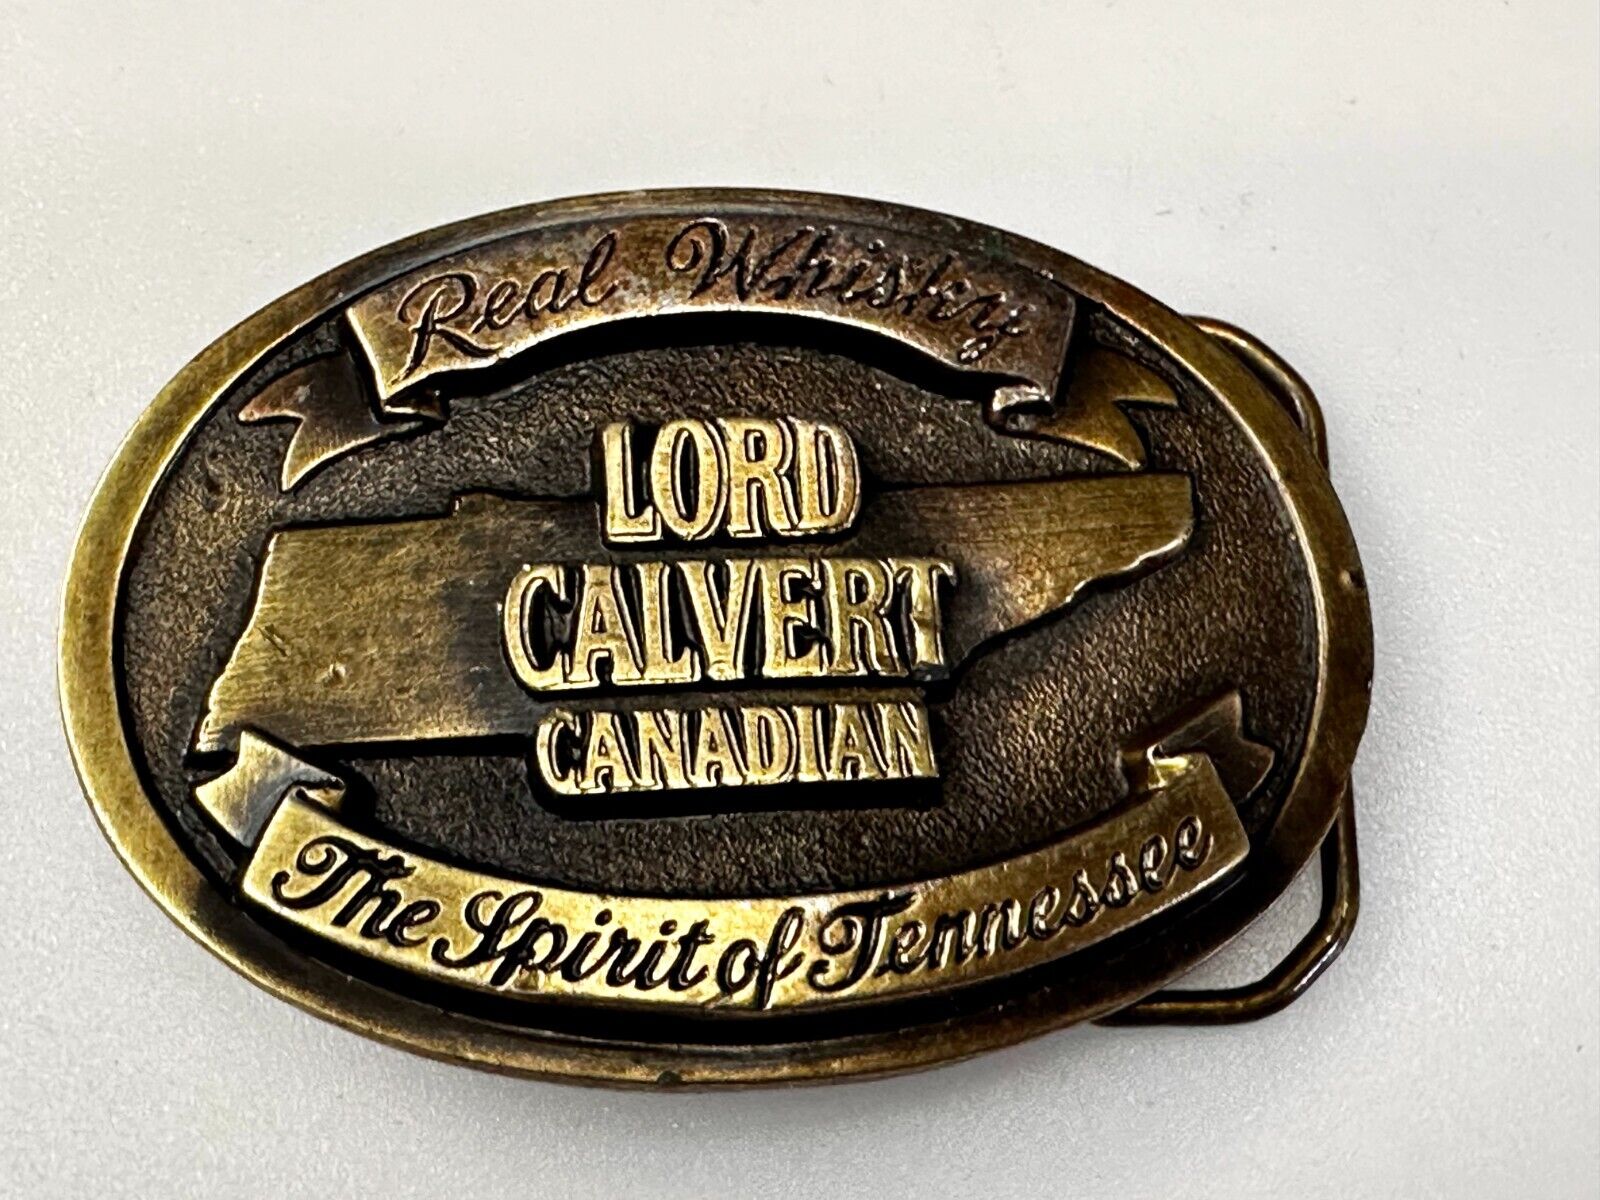 Real Whisky
LORD
CALVERT
CANADIAN
The Spirit of Tennessee